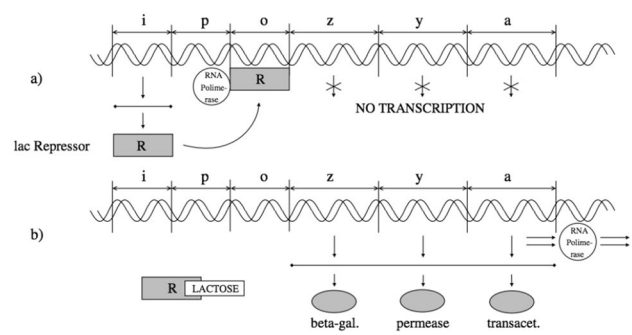 i p o z y a
a)
RNA
Polime-
rase
R
NO TRANSCRIPTION
lac Repressor R
i p o z y a
b)
RNA
Polime-
rase
R LACTOSE
beta-gal. permease transacet.